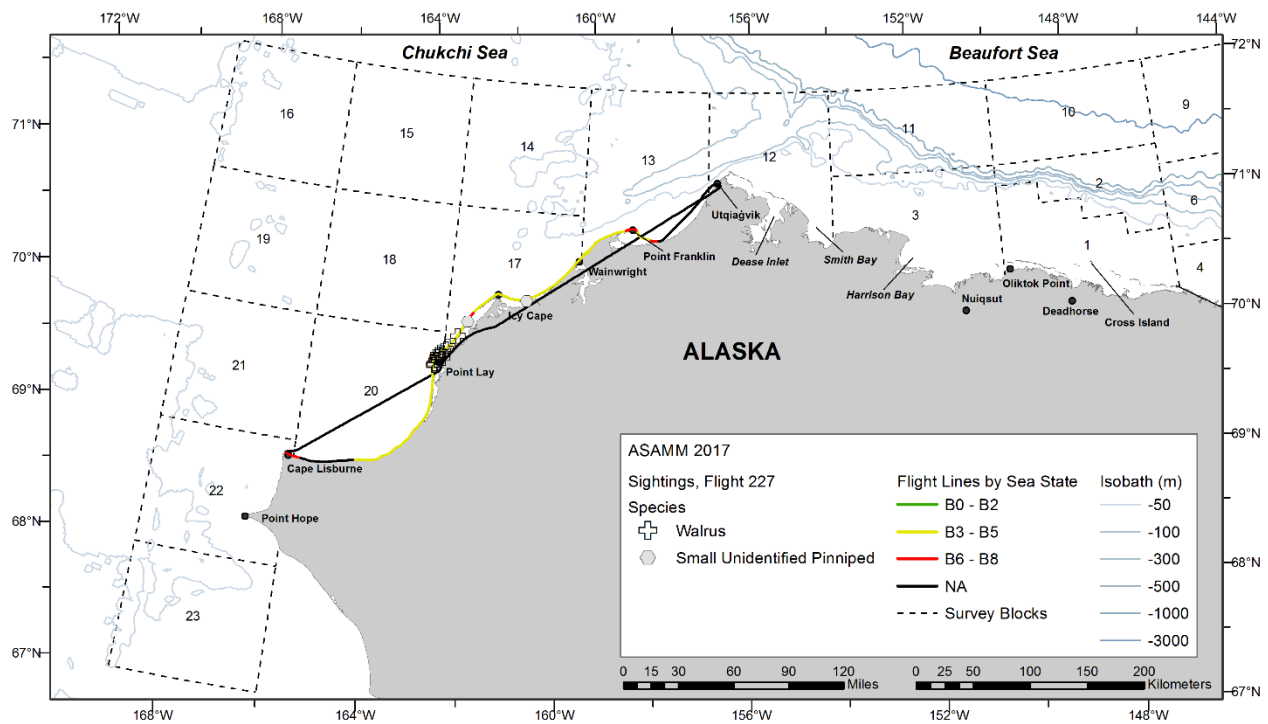 172°W 168°W 164°W 160°W 156°W 152°W 148°W 144°W
Chukchi Sea Beaufort Sea
72°N
71°N 71°N
70°N 70°N
69°N 69°N
68°N 68°N
67°N 67°N
16 15 14 13 12 11 10 9
19 18 17 3 2 6
1 4
21 20
22
23
Utqiaġvik
Point Franklin
Dease Inlet
Smith Bay
Harrison Bay
Wainwright
Icy Cape
Point Lay
Oliktok Point
Nuiqsut
Deadhorse
Cross Island
ALASKA
Cape Lisburne
Point Hope
ASAMM 2017
Sightings, Flight 227
Species
Walrus
Small Unidentified Pinniped
Flight Lines by Sea State
B0 - B2
B3 - B5
B6 - B8
NA
Survey Blocks
Isobath (m)
-50
-100
-300
-500
-1000
-3000
0 15 30 60 90 120
Miles
0 25 50 100 150 200
Kilometers
168°W 164°W 160°W 156°W 152°W 148°W